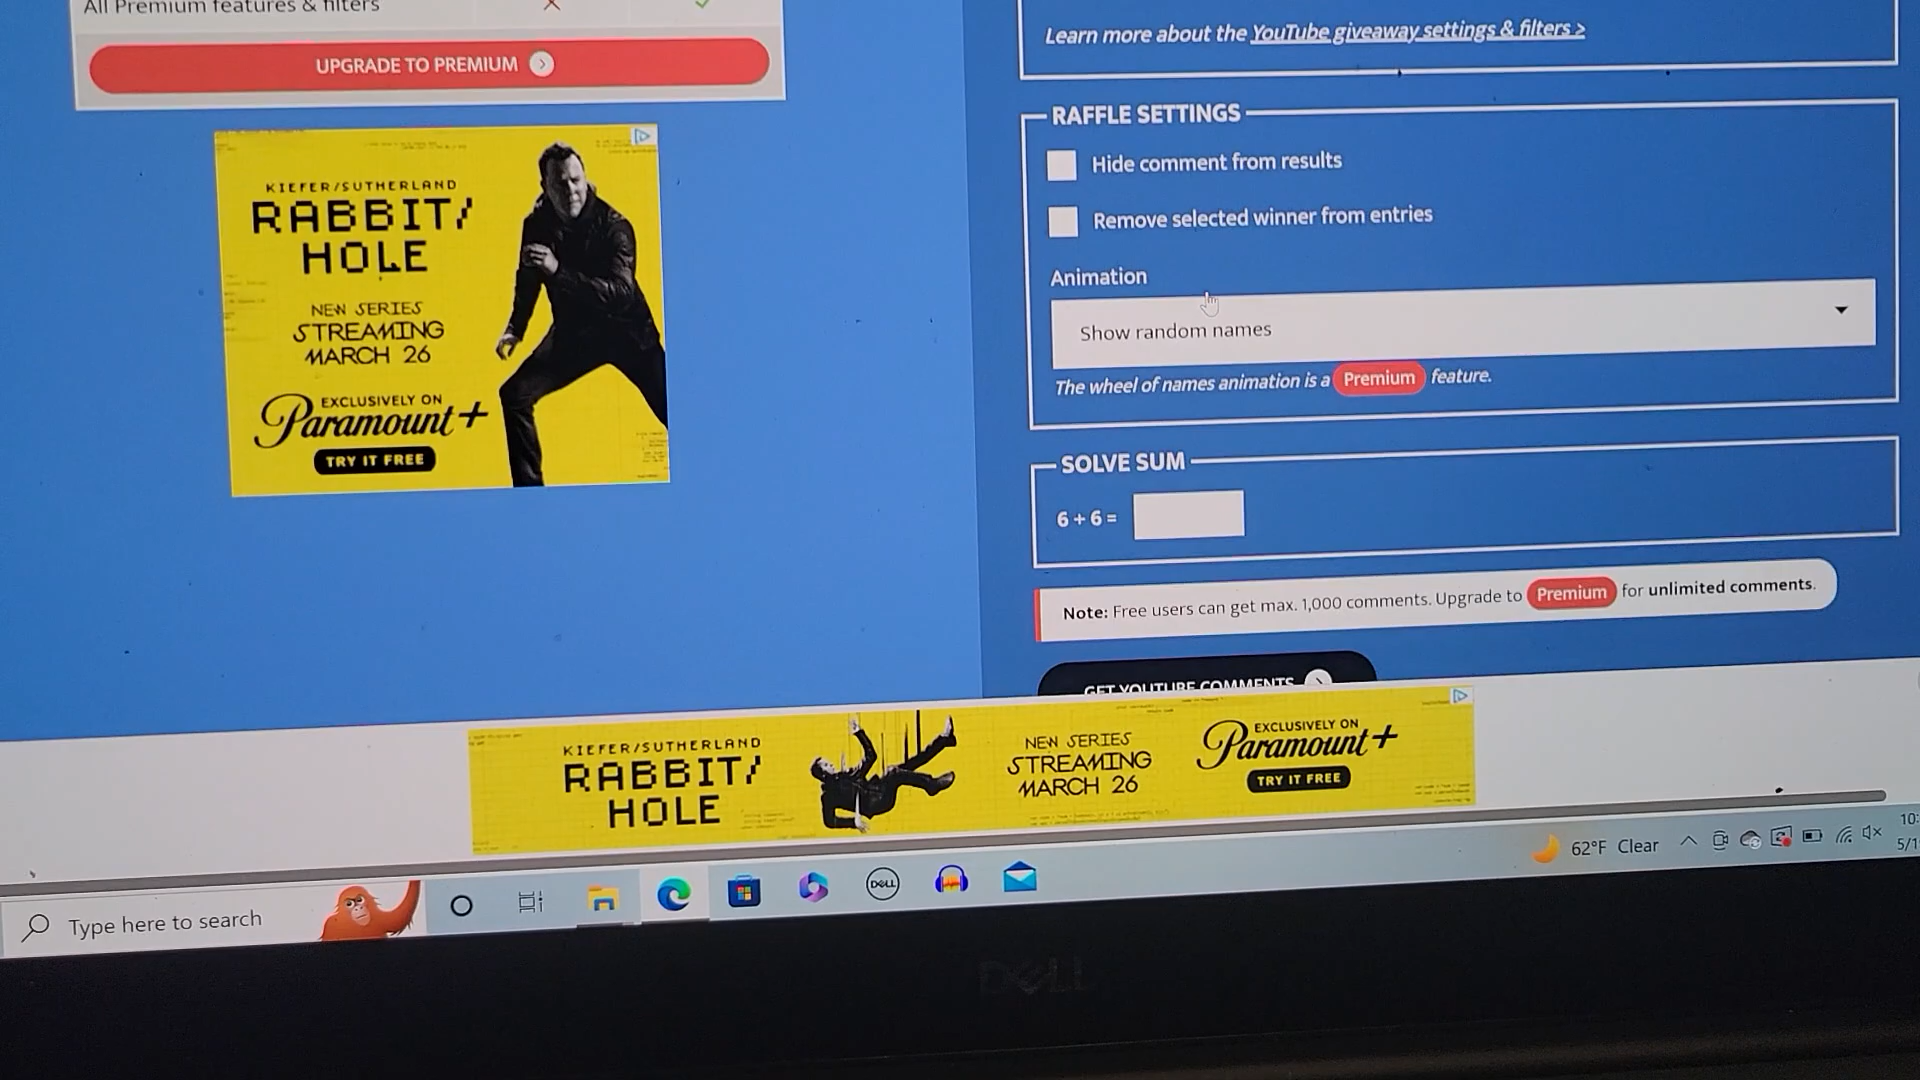 All Premium features & filters
UPGRADE TO PREMIUM
KIEFER/SUTHERLAND
RABBIT/
HOLE
NEW SERIES
STREAMING
MARCH 26
EXCLUSIVELY ON
Paramount+
TRY IT FREE
Learn more about the YouTube giveaway settings & filters >
RAFFLE SETTINGS
Hide comment from results
Remove selected winner from entries
Animation
Show random names
The wheel of names animation is a Premium feature.
SOLVE SUM
6 + 6 =
Note: Free users can get max. 1,000 comments. Upgrade to Premium for unlimited comments.
GET YOUTUBE COMMENTS
KIEFER/SUTHERLAND
RABBIT/
HOLE
NEW SERIES
STREAMING
MARCH 26
EXCLUSIVELY ON
Paramount+
TRY IT FREE
Type here to search
DELL
62°F Clear
10:
5/1
DELL